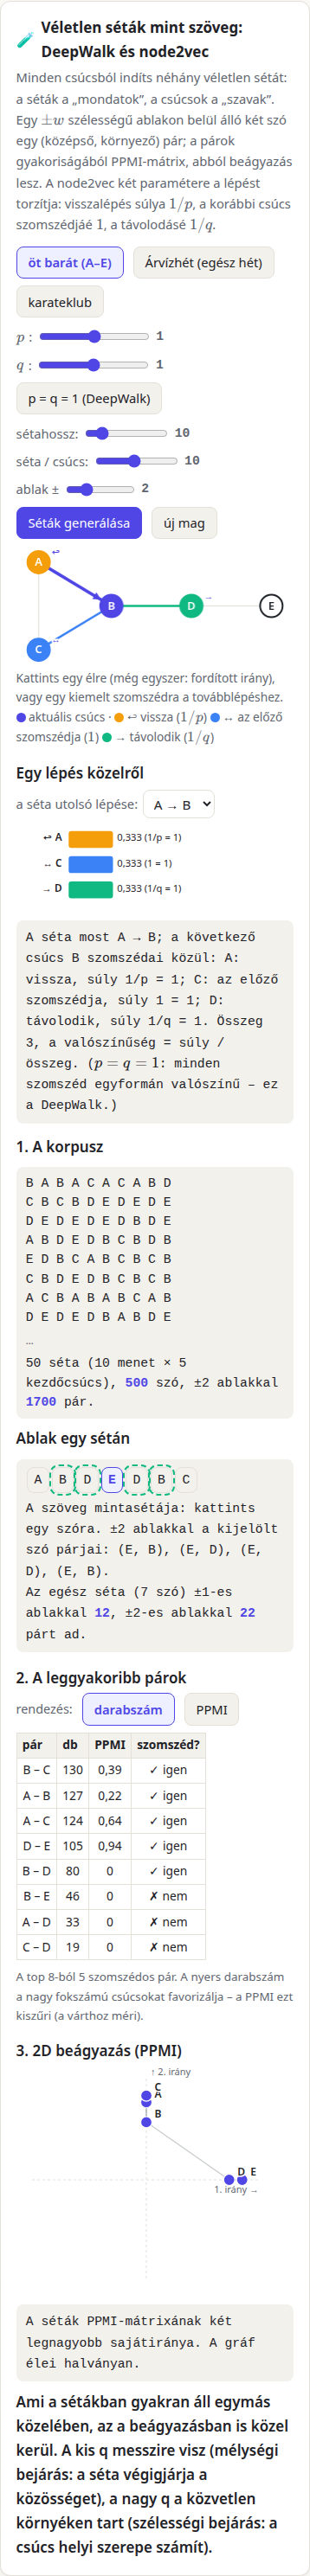 🧪 Véletlen séták mint szöveg:
DeepWalk és node2vec
Minden csúcsból indíts néhány véletlen sétát:
a séták a „mondatok”, a csúcsok a „szavak”.
Egy ±w szélességű ablakon belül álló két szó
egy (középső, környező) pár; a párok
gyakoriságából PPMI-mátrix, abból beágyazás
lesz. A node2vec két paramétere a lépést
torzítja: visszalépés súlya 1/p, a korábbi csúcs
szomszédjáé 1, a távolodásé 1/q.
öt barát (A–E) Árvízhét (egész hét)
karateklub
p : 1
q : 1
p = q = 1 (DeepWalk)
sétahossz: 10
séta / csúcs: 10
ablak ± 2
Séták generálása új mag
A ↩
B D → E
C ↔
Kattints egy élre (még egyszer: fordított irány),
vagy egy kiemelt szomszédra a továbblépéshez.
aktuális csúcs · ↩ vissza (1/p) ↔ az előző
szomszédja (1) → távolodik (1/q)
Egy lépés közelről
a séta utolsó lépése: A → B
↩ A 0,333 (1/p = 1)
↔ C 0,333 (1 = 1)
→ D 0,333 (1/q = 1)
A séta most A → B; a következő
csúcs B szomszédai közül: A:
vissza, súly 1/p = 1; C: az előző
szomszédja, súly 1 = 1; D:
távolodik, súly 1/q = 1. Összeg
3, a valószínűség = súly /
összeg. (p = q = 1: minden
szomszéd egyformán valószínű – ez
a DeepWalk.)
1. A korpusz
B A B A C A C A B D
C B C B D E D E D E
D E D E D E D B D E
A B D E D B C B D B
E D B C A B C B C B
C B D E D B C B C B
A C B A B A B C A B
D E D E D B A B D E
…
50 séta (10 menet × 5
kezdőcsúcs), 500 szó, ±2 ablakkal
1700 pár.
Ablak egy sétán
A B D E D B C
A szöveg mintasétája: kattints
egy szóra. ±2 ablakkal a kijelölt
szó párjai: (E, B), (E, D), (E,
D), (E, B).
Az egész séta (7 szó) ±1-es
ablakkal 12, ±2-es ablakkal 22
párt ad.
2. A leggyakoribb párok
rendezés: darabszám PPMI
pár db PPMI szomszéd?
B – C 130 0,39 ✓ igen
A – B 127 0,22 ✓ igen
A – C 124 0,64 ✓ igen
D – E 105 0,94 ✓ igen
B – D 80 0 ✓ igen
B – E 46 0 ✗ nem
A – D 33 0 ✗ nem
C – D 19 0 ✗ nem
A top 8-ból 5 szomszédos pár. A nyers darabszám
a nagy fokszámú csúcsokat favorizálja – a PPMI ezt
kiszűri (a várthoz méri).
3. 2D beágyazás (PPMI)
↑ 2. irány
C
A
B
D E
1. irány →
A séták PPMI-mátrixának két
legnagyobb sajátiránya. A gráf
élei halványan.
Ami a sétákban gyakran áll egymás
közelében, az a beágyazásban is közel
kerül. A kis q messzire visz (mélységi
bejárás: a séta végigjárja a
közösséget), a nagy q a közvetlen
környéken tart (szélességi bejárás: a
csúcs helyi szerepe számít).